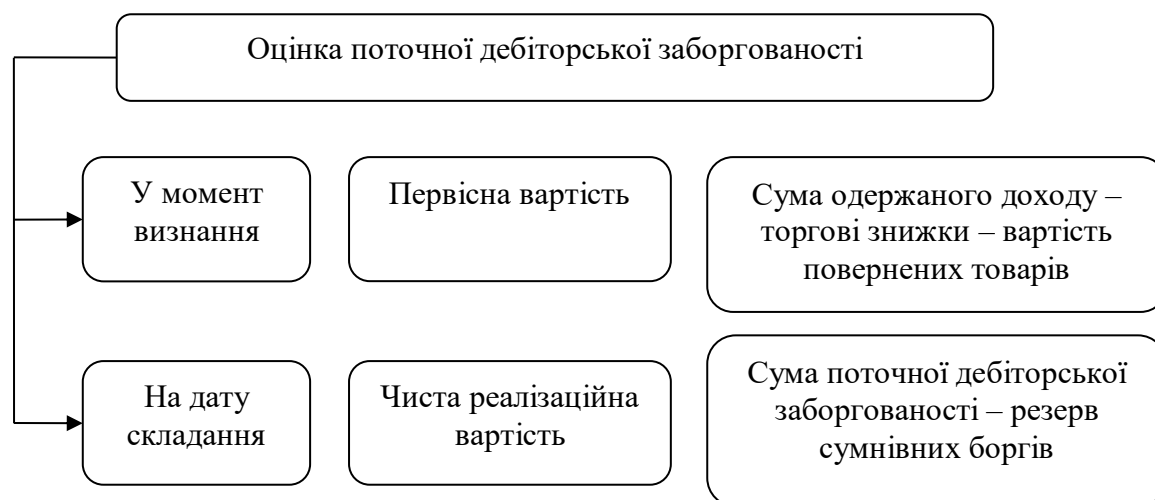 Оцінка поточної дебіторської заборгованості
У момент
визнання
Первісна вартість
Сума одержаного доходу –
торгові знижки – вартість
повернених товарів
На дату
складання
Чиста реалізаційна
вартість
Сума поточної дебіторської
заборгованості – резерв
сумнівних боргів